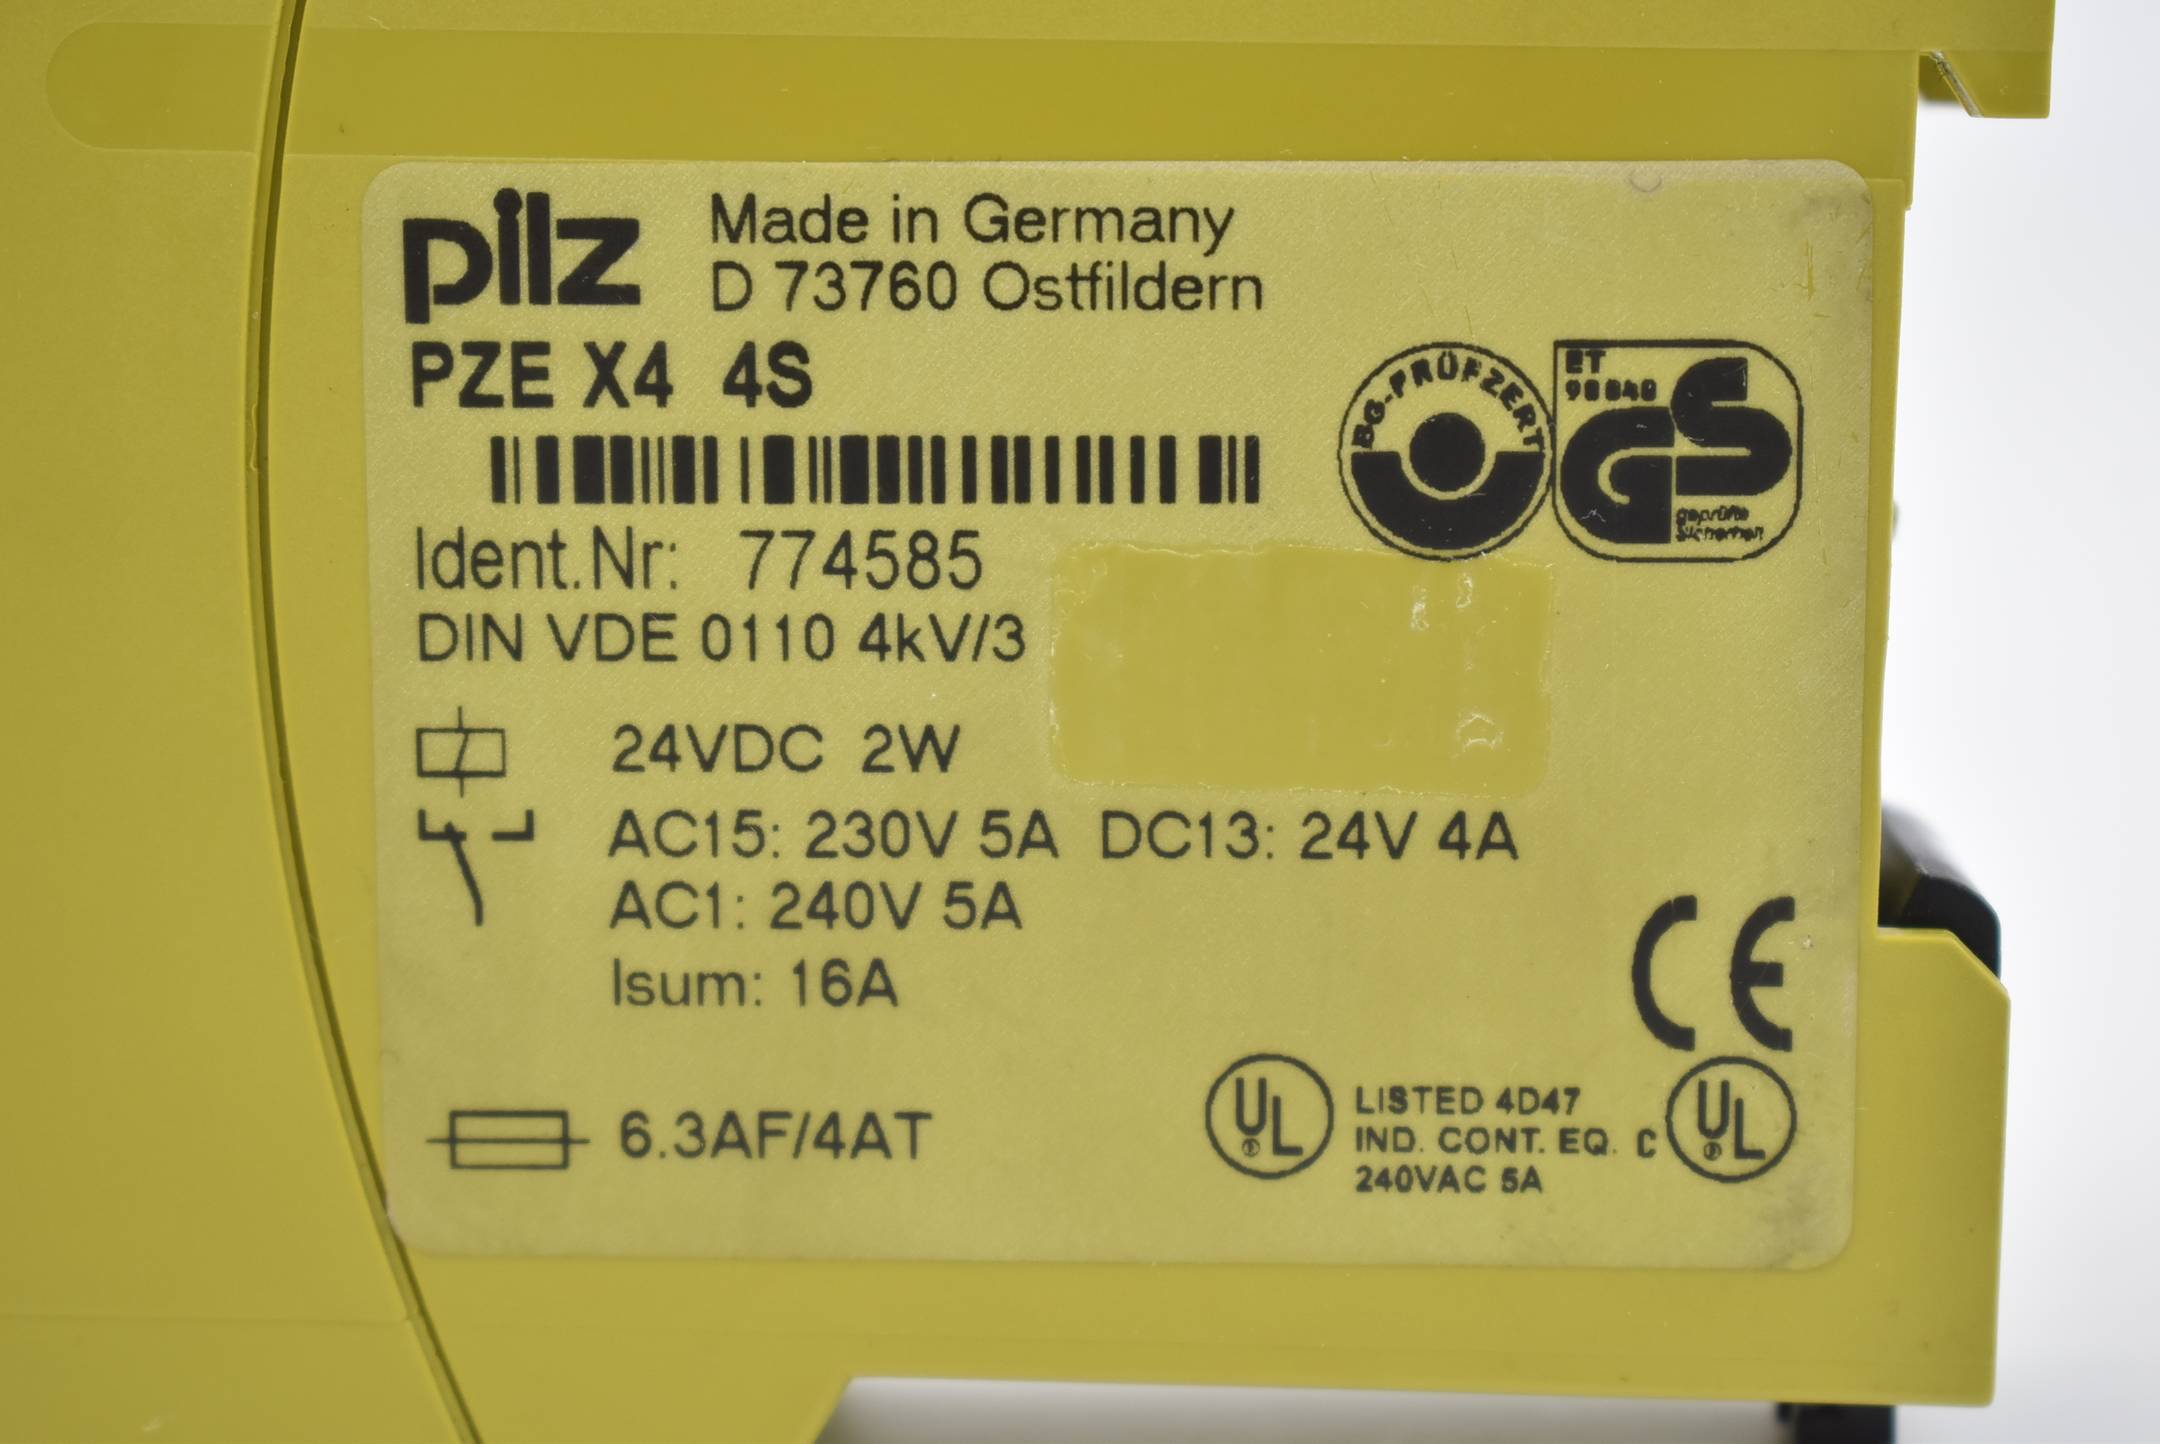 pilz
Made in Germany
D 73760 Ostfildern
PZE X4 4S
BG-PRÜFZERT
ET
GS
geprüfte
Sicherheit
Ident.Nr: 774585
DIN VDE 0110 4kV/3
24VDC 2W
AC15: 230V 5A DC13: 24V 4A
AC1: 240V 5A
Isum: 16A
CE
6.3AF/4AT
UL
LISTED 4D47
IND. CONT. EQ.
240VAC 5A
C UL